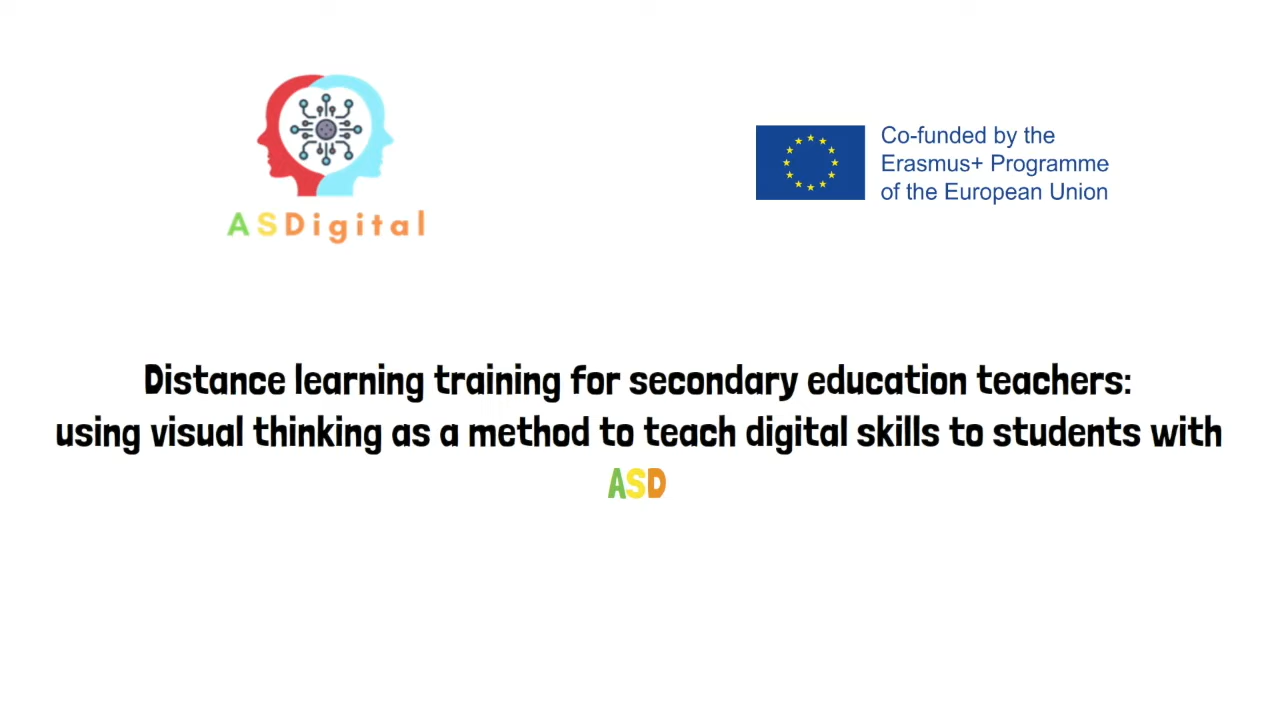 ASDigital
Co-funded by the
Erasmus+ Programme
of the European Union
Distance learning training for secondary education teachers:
using visual thinking as a method to teach digital skills to students with
ASD